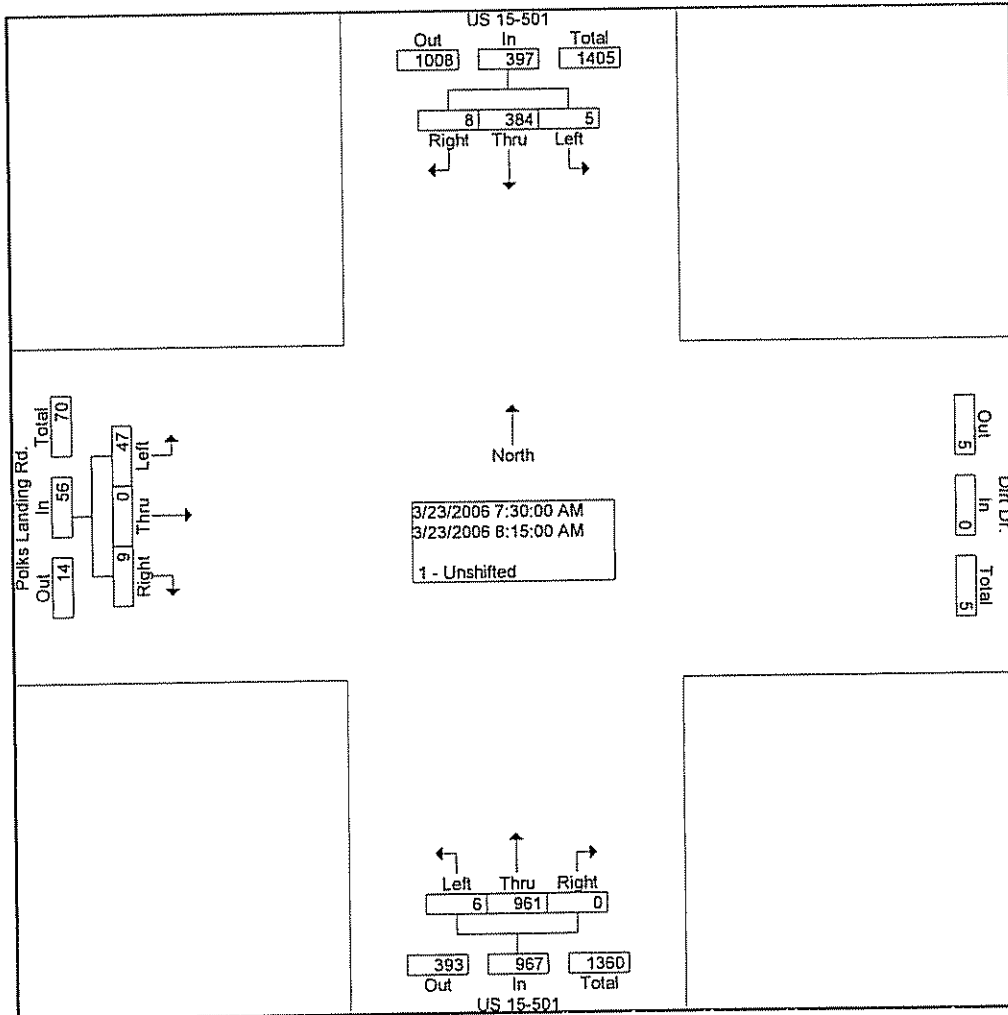 US 15-501
Out In Total
1008 397 1405
8 384 5
Right Thru Left
Polks Landing Rd.
Out In Total
14 56 70
9 0 47
Right Thru Left
North
3/23/2006 7:30:00 AM
3/23/2006 8:15:00 AM
1 - Unshifted
Out In Total
5 0 5
Dirt Dr.
Left Thru Right
6 961 0
393 967 1360
Out In Total
US 15-501